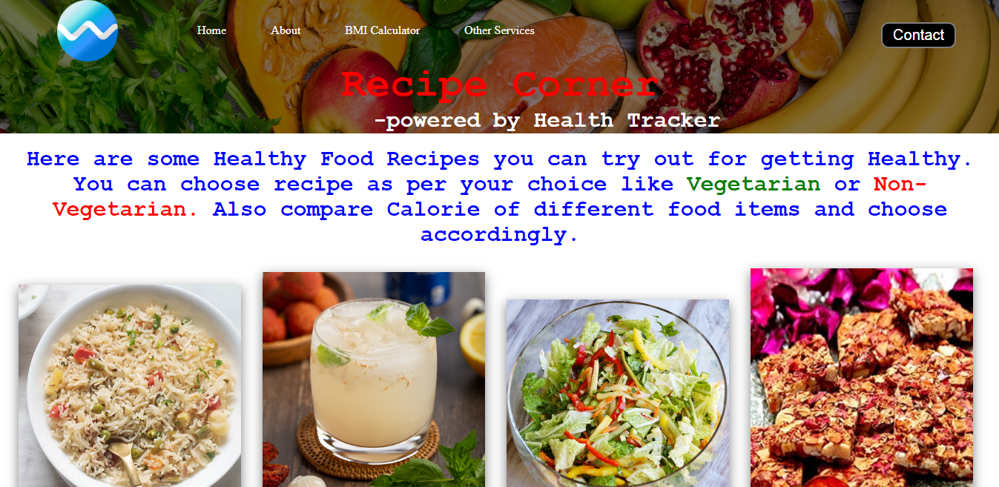 Home About BMI Calculator Other Services Contact
Recipe Corner
-powered by Health Tracker
Here are some Healthy Food Recipes you can try out for getting Healthy.
You can choose recipe as per your choice like Vegetarian or Non-
Vegetarian. Also compare Calorie of different food items and choose
accordingly.